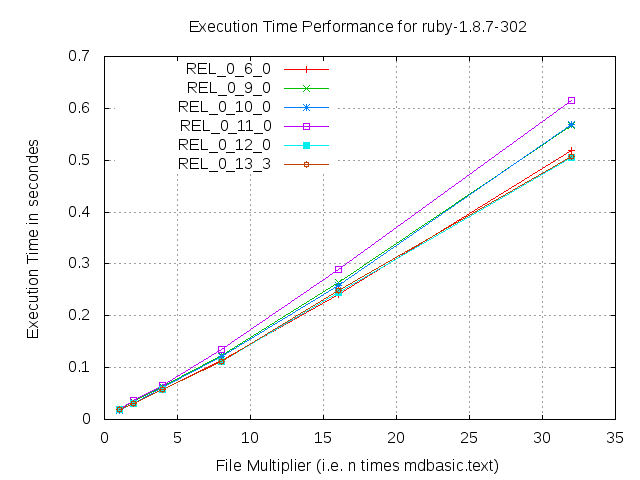 Execution Time Performance for ruby-1.8.7-302
0.7
0.6
0.5
0.4
0.3
0.2
0.1
0
Execution Time in secondes
REL_0_6_0
REL_0_9_0
REL_0_10_0
REL_0_11_0
REL_0_12_0
REL_0_13_3
0 5 10 15 20 25 30 35
File Multiplier (i.e. n times mdbasic.text)